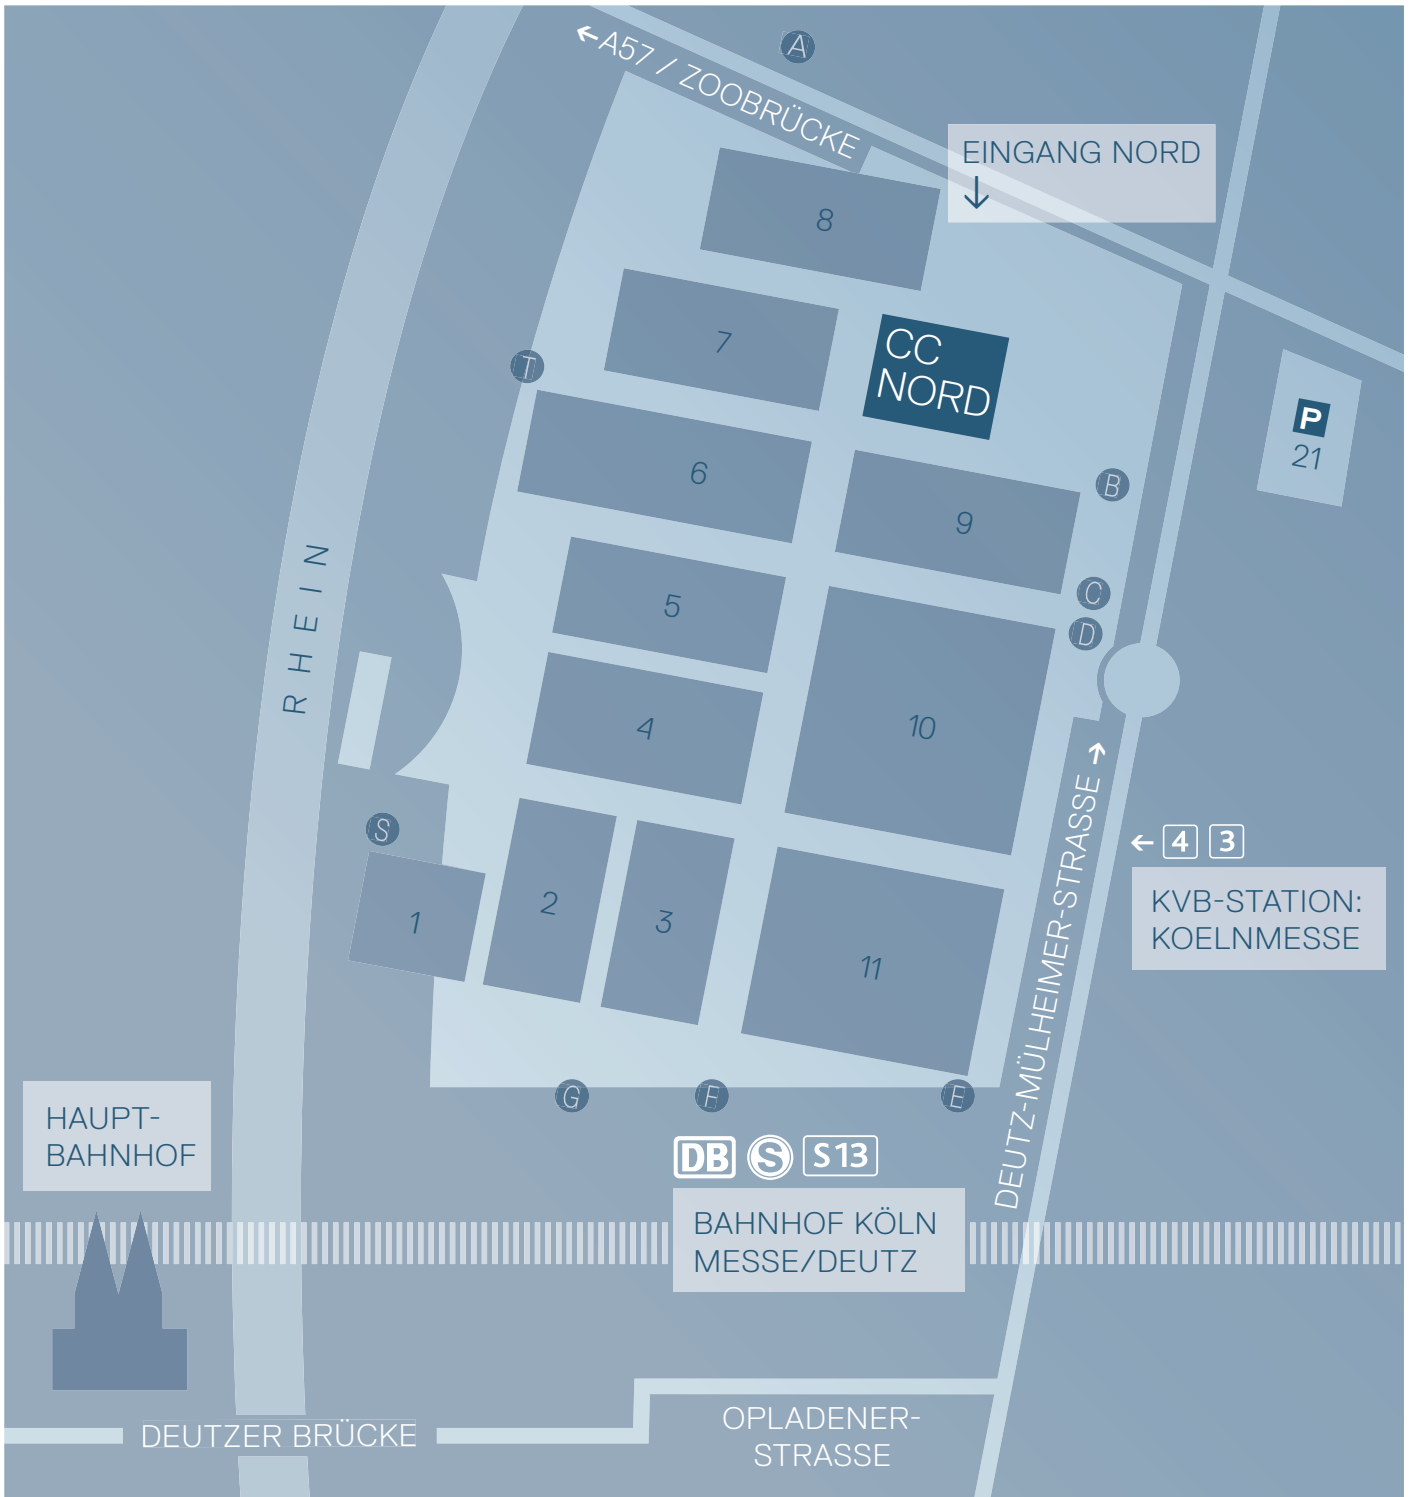 A
←A57 / ZOOBRÜCKE
EINGANG NORD
↓
8
7
CC
NORD
T
P
21
6
B
9
C
5
D
RHEIN
4
10
S
← 4 3
KVB-STATION:
KOELNMESSE
1
2
3
11
DEUTZ-MÜLHEIMER-STRASSE →
G
F
E
HAUPT-
BAHNHOF
DB S S13
BAHNHOF KÖLN
MESSE/DEUTZ
DEUTZER BRÜCKE
OPLADENER-
STRASSE